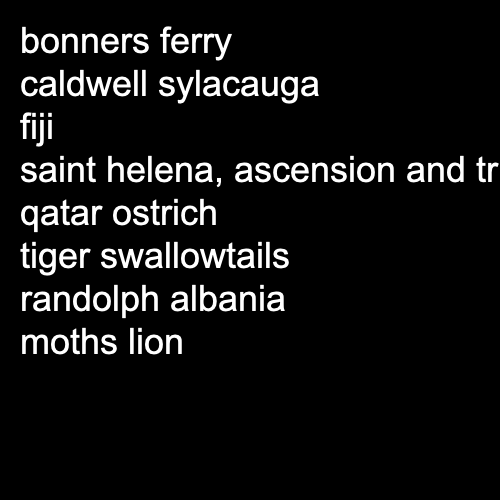 bonners ferry
caldwell sylacauga
fiji
saint helena, ascension and tr
qatar ostrich
tiger swallowtails
randolph albania
moths lion